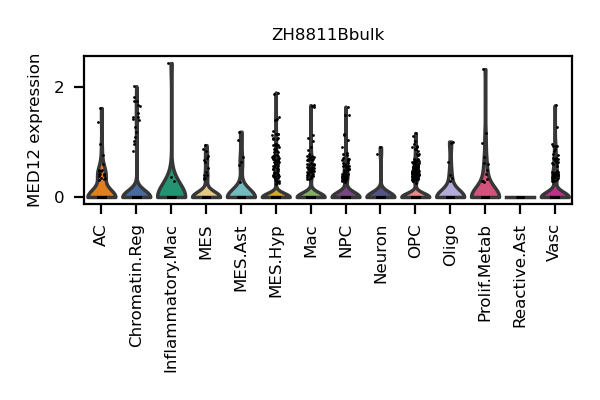 ZH8811Bbulk
MED12 expression
2
0
AC
Chromatin.Reg
Inflammatory.Mac
MES
MES.Ast
MES.Hyp
Mac
NPC
Neuron
OPC
Oligo
Prolif.Metab
Reactive.Ast
Vasc